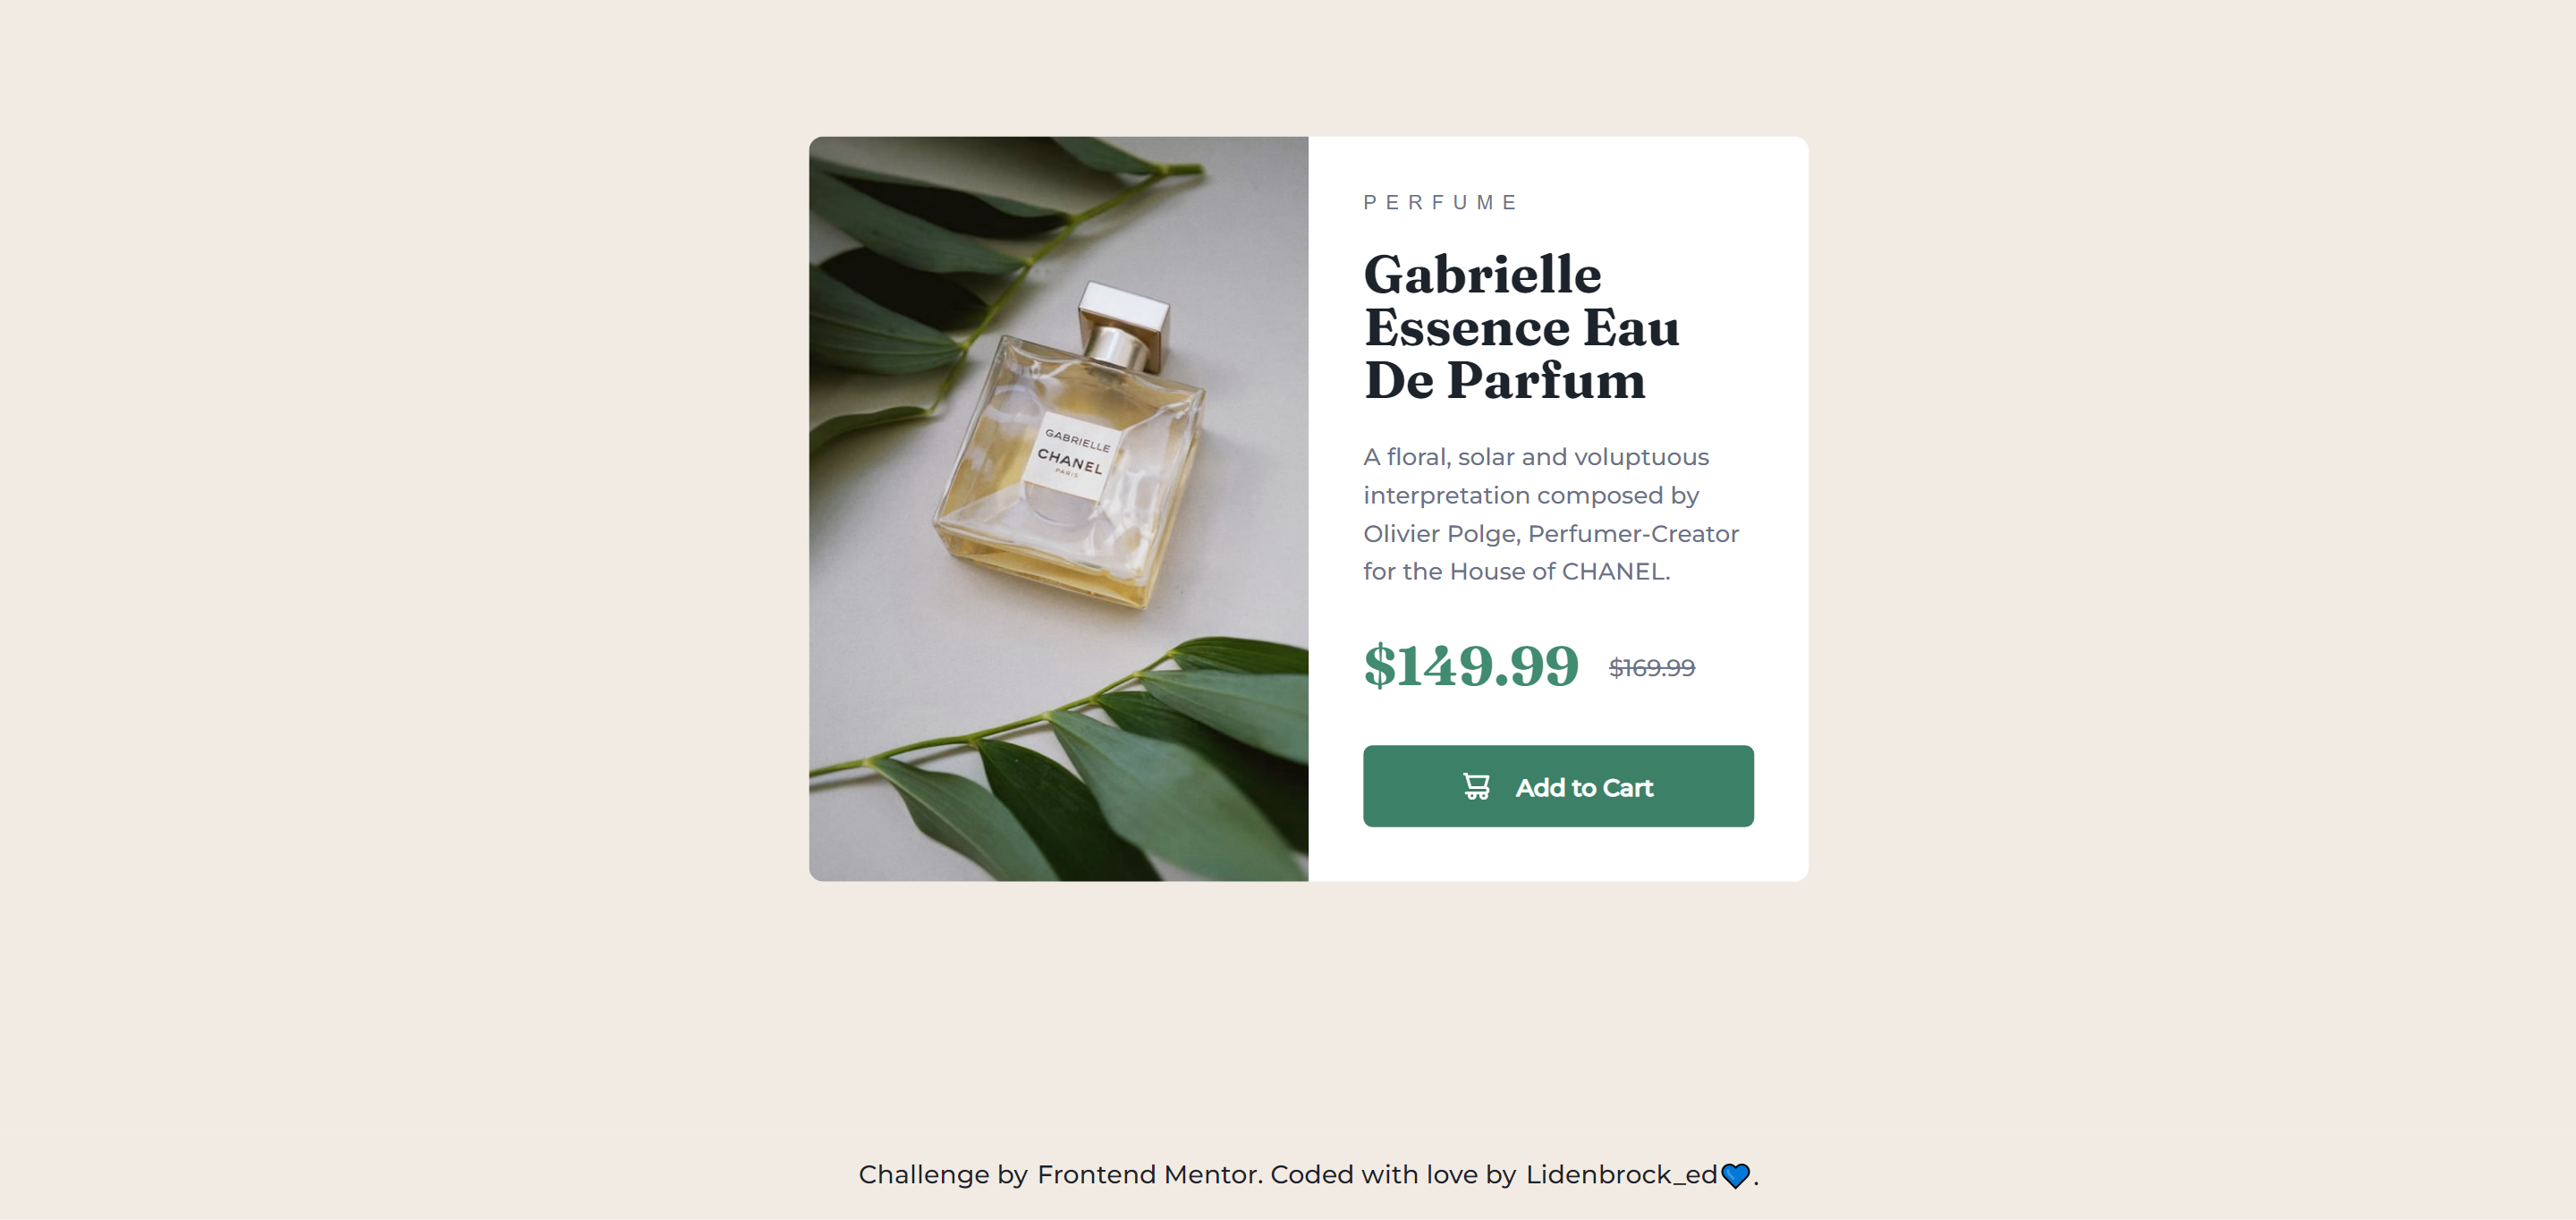 GABRIELLE
CHANEL
PARIS
PERFUME
Gabrielle
Essence Eau
De Parfum
A floral, solar and voluptuous
interpretation composed by
Olivier Polge, Perfumer-Creator
for the House of CHANEL.
$149.99 $169.99
Add to Cart
Challenge by Frontend Mentor. Coded with love by Lidenbrock_ed💙.